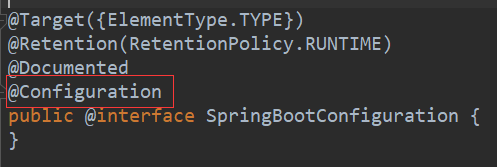 @Target({ElementType.TYPE})
@Retention(RetentionPolicy.RUNTIME)
@Documented
@Configuration
public @interface SpringBootConfiguration {
}